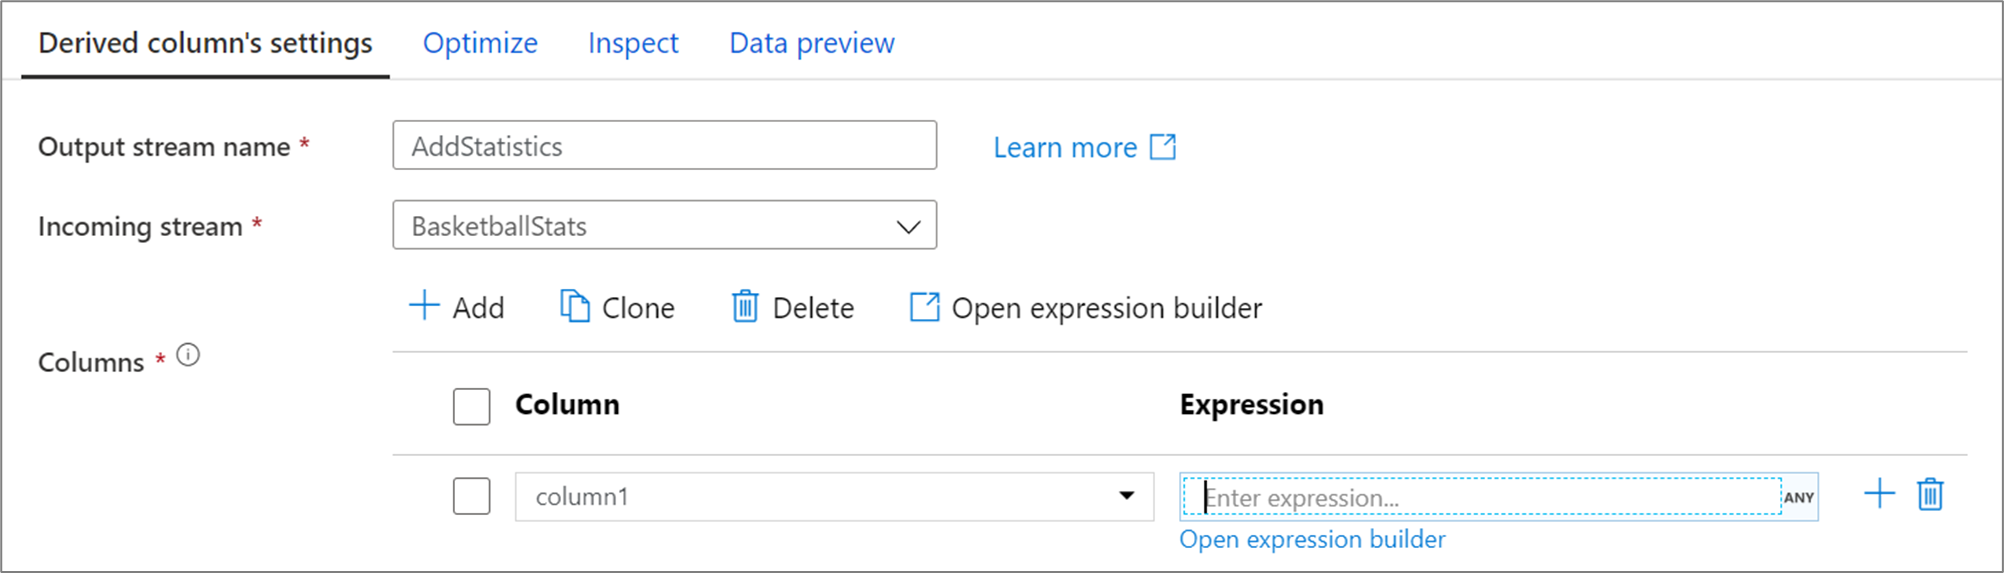 Derived column's settings Optimize Inspect Data preview
Output stream name * AddStatistics Learn more
Incoming stream * BasketballStats
Add Clone Delete Open expression builder
Columns *
Column Expression
column1 Enter expression... ANY
Open expression builder